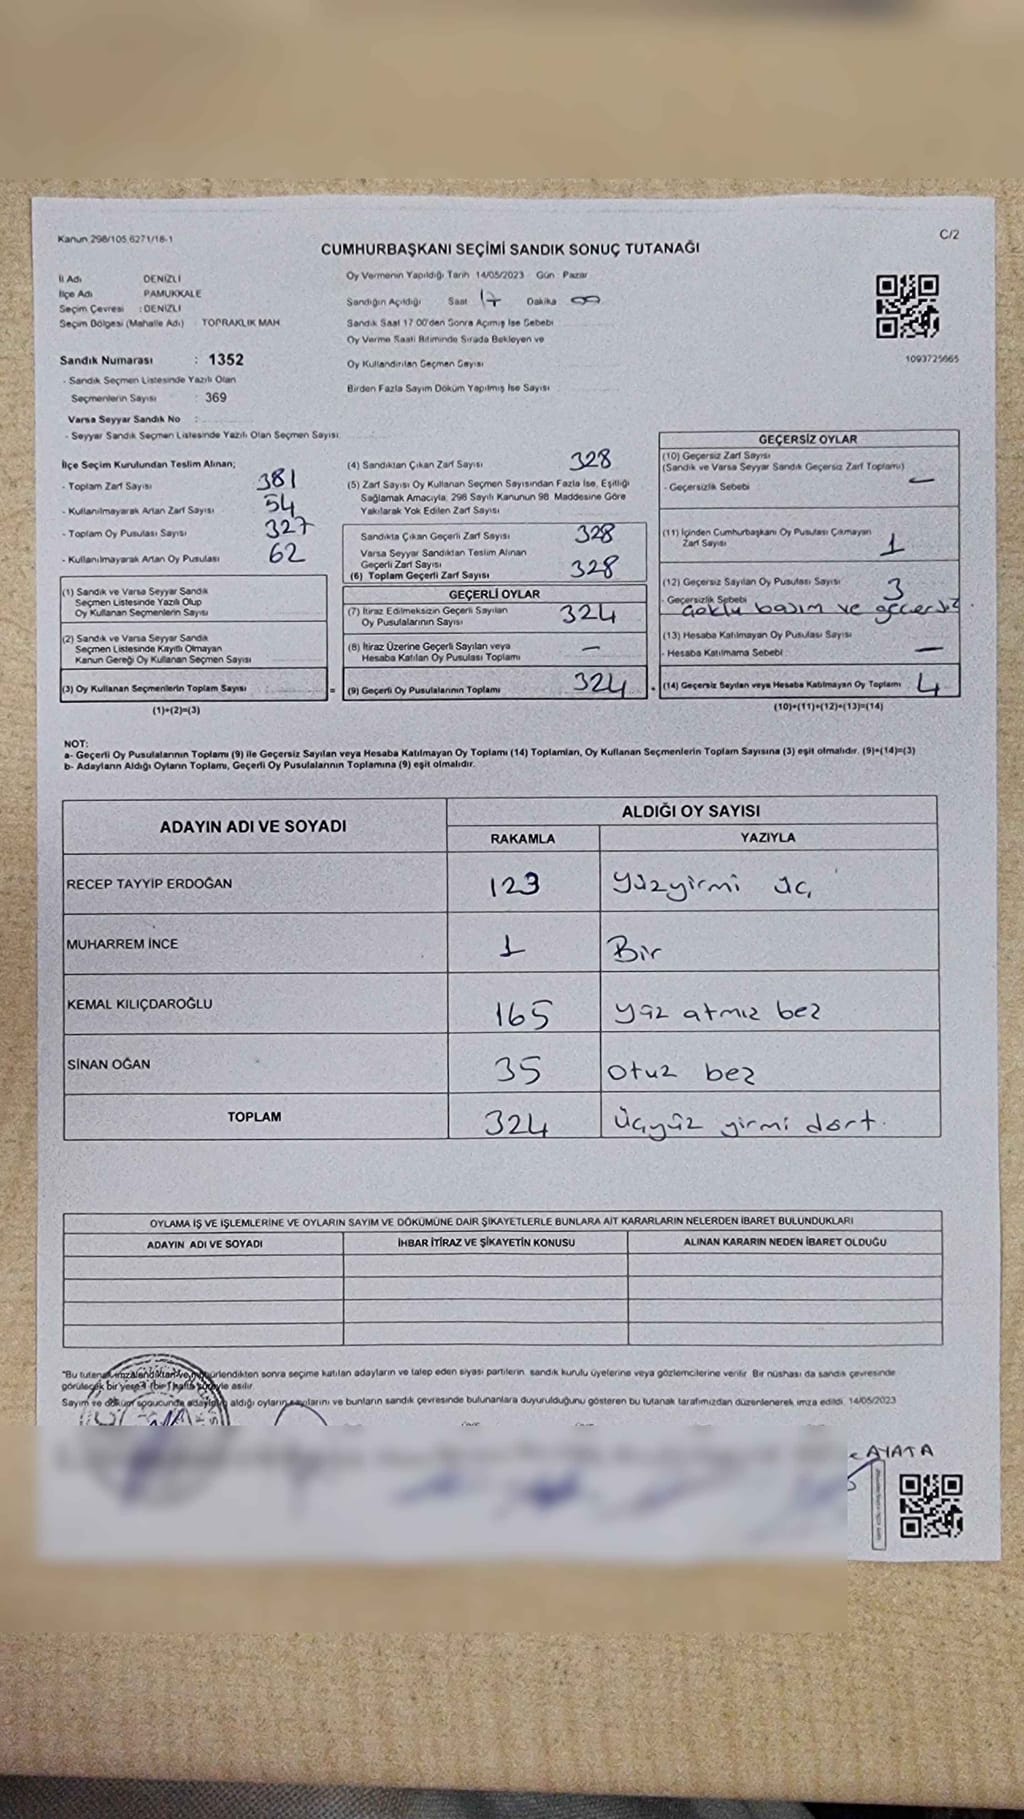 Kanun 298/105,6271/18-1
C/2
CUMHURBAŞKANI SEÇİMİ SANDIK SONUÇ TUTANAĞI
İl Adı DENİZLİ
İlçe Adı PAMUKKALE
Seçim Çevresi : DENİZLİ
Seçim Bölgesi (Mahalle Adı) TOPRAKLIK MAH
Sandık Numarası : 1352
- Sandık Seçmen Listesinde Yazılı Olan
Seçmenlerin Sayısı : 369
Varsa Seyyar Sandık No :
- Seyyar Sandık Seçmen Listesinde Yazılı Olan Seçmen Sayısı:
Oy Vermenin Yapıldığı Tarih 14/05/2023 Gün : Pazar
Sandığın Açıldığı Saat 17 Dakika 00
Sandık Saat 17:00'den Sonra Açımış İse Sebebi
Oy Verme Saati Bitiminde Sırada Bekleyen ve
Oy Kullandırılan Seçmen Sayısı
Birden Fazla Sayım Döküm Yapılmış İse Sayısı
1093725665
İlçe Seçim Kurulundan Teslim Alınan;
- Toplam Zarf Sayısı 381
- Kullanılmayarak Artan Zarf Sayısı 54
- Toplam Oy Pusulası Sayısı 327
- Kullanılmayarak Artan Oy Pusulası 62
(1) Sandık ve Varsa Seyyar Sandık
Seçmen Listesinde Yazılı Olup
Oy Kullanan Seçmenlerin Sayısı
(2) Sandık ve Varsa Seyyar Sandık
Seçmen Listesinde Kayıtlı Olmayan
Kanun Gereği Oy Kullanan Seçmen Sayısı
(3) Oy Kullanan Seçmenlerin Toplam Sayısı =
(1)+(2)=(3)
(4) Sandıktan Çıkan Zarf Sayısı 328
(5) Zarf Sayısı Oy Kullanan Seçmen Sayısından Fazla İse, Eşitliği
Sağlamak Amacıyla, 298 Sayılı Kanunun 98. Maddesine Göre
Yakılarak Yok Edilen Zarf Sayısı
Sandıkta Çıkan Geçerli Zarf Sayısı 328
Varsa Seyyar Sandıktan Teslim Alınan
Geçerli Zarf Sayısı
(6) Toplam Geçerli Zarf Sayısı 328
GEÇERLİ OYLAR
(7) İtiraz Edilmeksizin Geçerli Sayılan
Oy Pusulalarının Sayısı 324
(8) İtiraz Üzerine Geçerli Sayılan veya
Hesaba Katılan Oy Pusulası Toplamı —
(9) Geçerli Oy Pusulalarının Toplamı 324 +
GEÇERSİZ OYLAR
(10) Geçersiz Zarf Sayısı
(Sandık ve Varsa Seyyar Sandık Geçersiz Zarf Toplamı) —
- Geçersizlik Sebebi
(11) İçinden Cumhurbaşkanı Oy Pusulası Çıkmayan
Zarf Sayısı 1
(12) Geçersiz Sayılan Oy Pusulası Sayısı 3
- Geçersizlik Sebebi Çoklu basım ve geçersiz.
(13) Hesaba Katılmayan Oy Pusulası Sayısı
- Hesaba Katılmama Sebebi —
(14) Geçersiz Sayılan veya Hesaba Katılmayan Oy Toplamı 4
(10)+(11)+(12)+(13)=(14)
NOT:
a- Geçerli Oy Pusulalarının Toplamı (9) ile Geçersiz Sayılan veya Hesaba Katılmayan Oy Toplamı (14) Toplamları, Oy Kullanan Seçmenlerin Toplam Sayısına (3) eşit olmalıdır. (9)+(14)=(3)
b- Adayların Aldığı Oyların Toplamı, Geçerli Oy Pusulalarının Toplamına (9) eşit olmalıdır.
ADAYIN ADI VE SOYADI ALDIĞI OY SAYISI
RAKAMLA YAZIYLA
RECEP TAYYİP ERDOĞAN 123 Yüzyirmi üç
MUHARREM İNCE 1 Bir
KEMAL KILIÇDAROĞLU 165 Yüz atmız beş
SİNAN OĞAN 35 otuz beş
TOPLAM 324 Üçyüz yirmi dört.
OYLAMA İŞ VE İŞLEMLERİNE VE OYLARIN SAYIM VE DÖKÜMÜNE DAİR ŞİKAYETLERLE BUNLARA AİT KARARLARIN NELERDEN İBARET BULUNDUKLARI
ADAYIN ADI VE SOYADI İHBAR İTİRAZ VE ŞİKAYETİN KONUSU ALINAN KARARIN NEDEN İBARET OLDUĞU
"Bu tutanak imzalandıktan ve mühürlendikten sonra seçime katılan adayların ve talep eden siyasi partilerin, sandık kurulu üyelerine veya gözlemcilerine verilir. Bir nüshası da sandık çevresinde
görülecek bir yere 1 (bir) hafta süreyle asılır.
Sayım ve döküm sonucunda adayların aldığı oyların sayılarını ve bunların sandık çevresinde bulunanlara duyurulduğunu gösteren bu tutanak tarafımızdan düzenlenerek imza edildi. 14/05/2023
AYATA